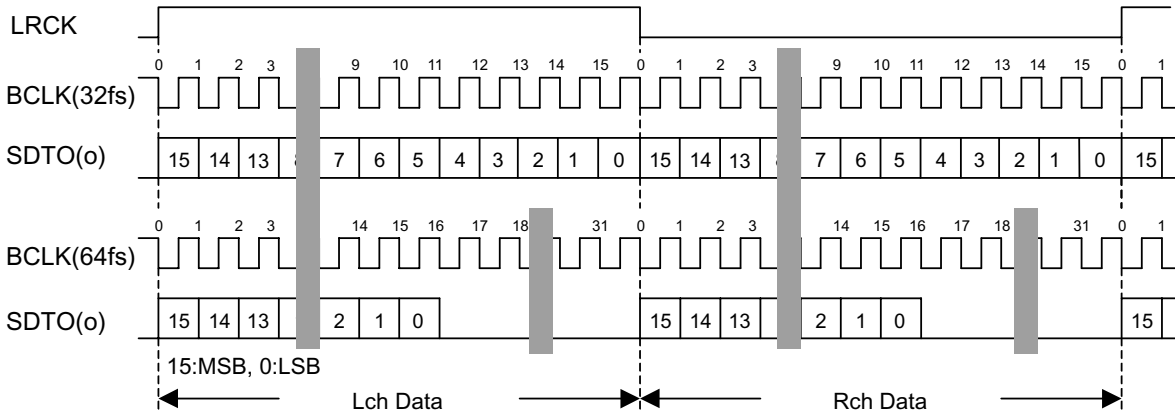 LRCK
0 1 2 3 9 10 11 12 13 14 15 0 1 2 3 9 10 11 12 13 14 15 0 1
BCLK(32fs)
SDTO(o) 15 14 13 7 6 5 4 3 2 1 0 15 14 13 7 6 5 4 3 2 1 0 15
0 1 2 3 14 15 16 17 18 31 0 1 2 3 14 15 16 17 18 31 0 1
BCLK(64fs)
SDTO(o) 15 14 13 2 1 0 15 14 13 2 1 0 15
15:MSB, 0:LSB
Lch Data Rch Data